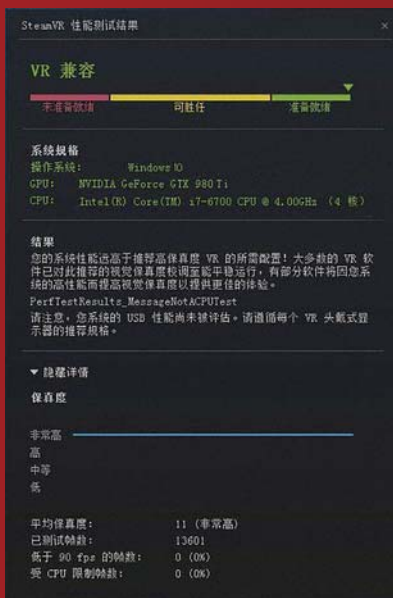 SteamVR 性能测试结果
VR 兼容
未准备就绪 可胜任 准备就绪
系统规格
操作系统: Windows 10
GPU: NVIDIA GeForce GTX 980 Ti
CPU: Intel(R) Core(TM) i7-6700 CPU @ 4.00GHz (4 核)
结果
您的系统性能远高于推荐高保真度 VR 的所需配置！大多数的 VR 软
件已对此推荐的视觉保真度校调至能平稳运行，有部分软件将因您系
统的高性能而提高视觉保真度以提供更佳的体验。
PerfTestResults_MessageNotACPUTest
请注意，您系统的 USB 性能尚未被评估。请遵循每个 VR 头戴式显
示器的推荐规格。
隐藏详情
保真度
非常高
高
中等
低
平均保真度: 11 (非常高)
已测试帧数: 13601
低于 90 fps 的帧数: 0 (0%)
受 CPU 限制帧数: 0 (0%)